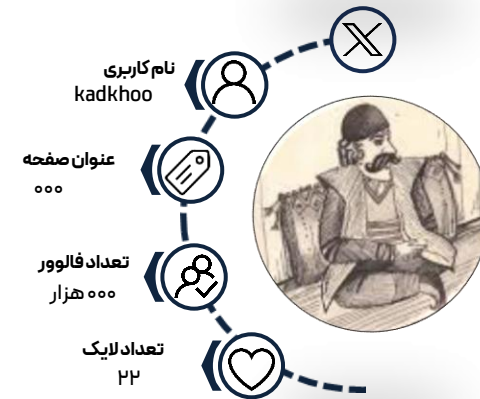 نام کاربری
kadkhoo
عنوان صفحه
۰۰۰
تعداد فالوور
۰۰۰ هزار
تعداد لایک
۲۲